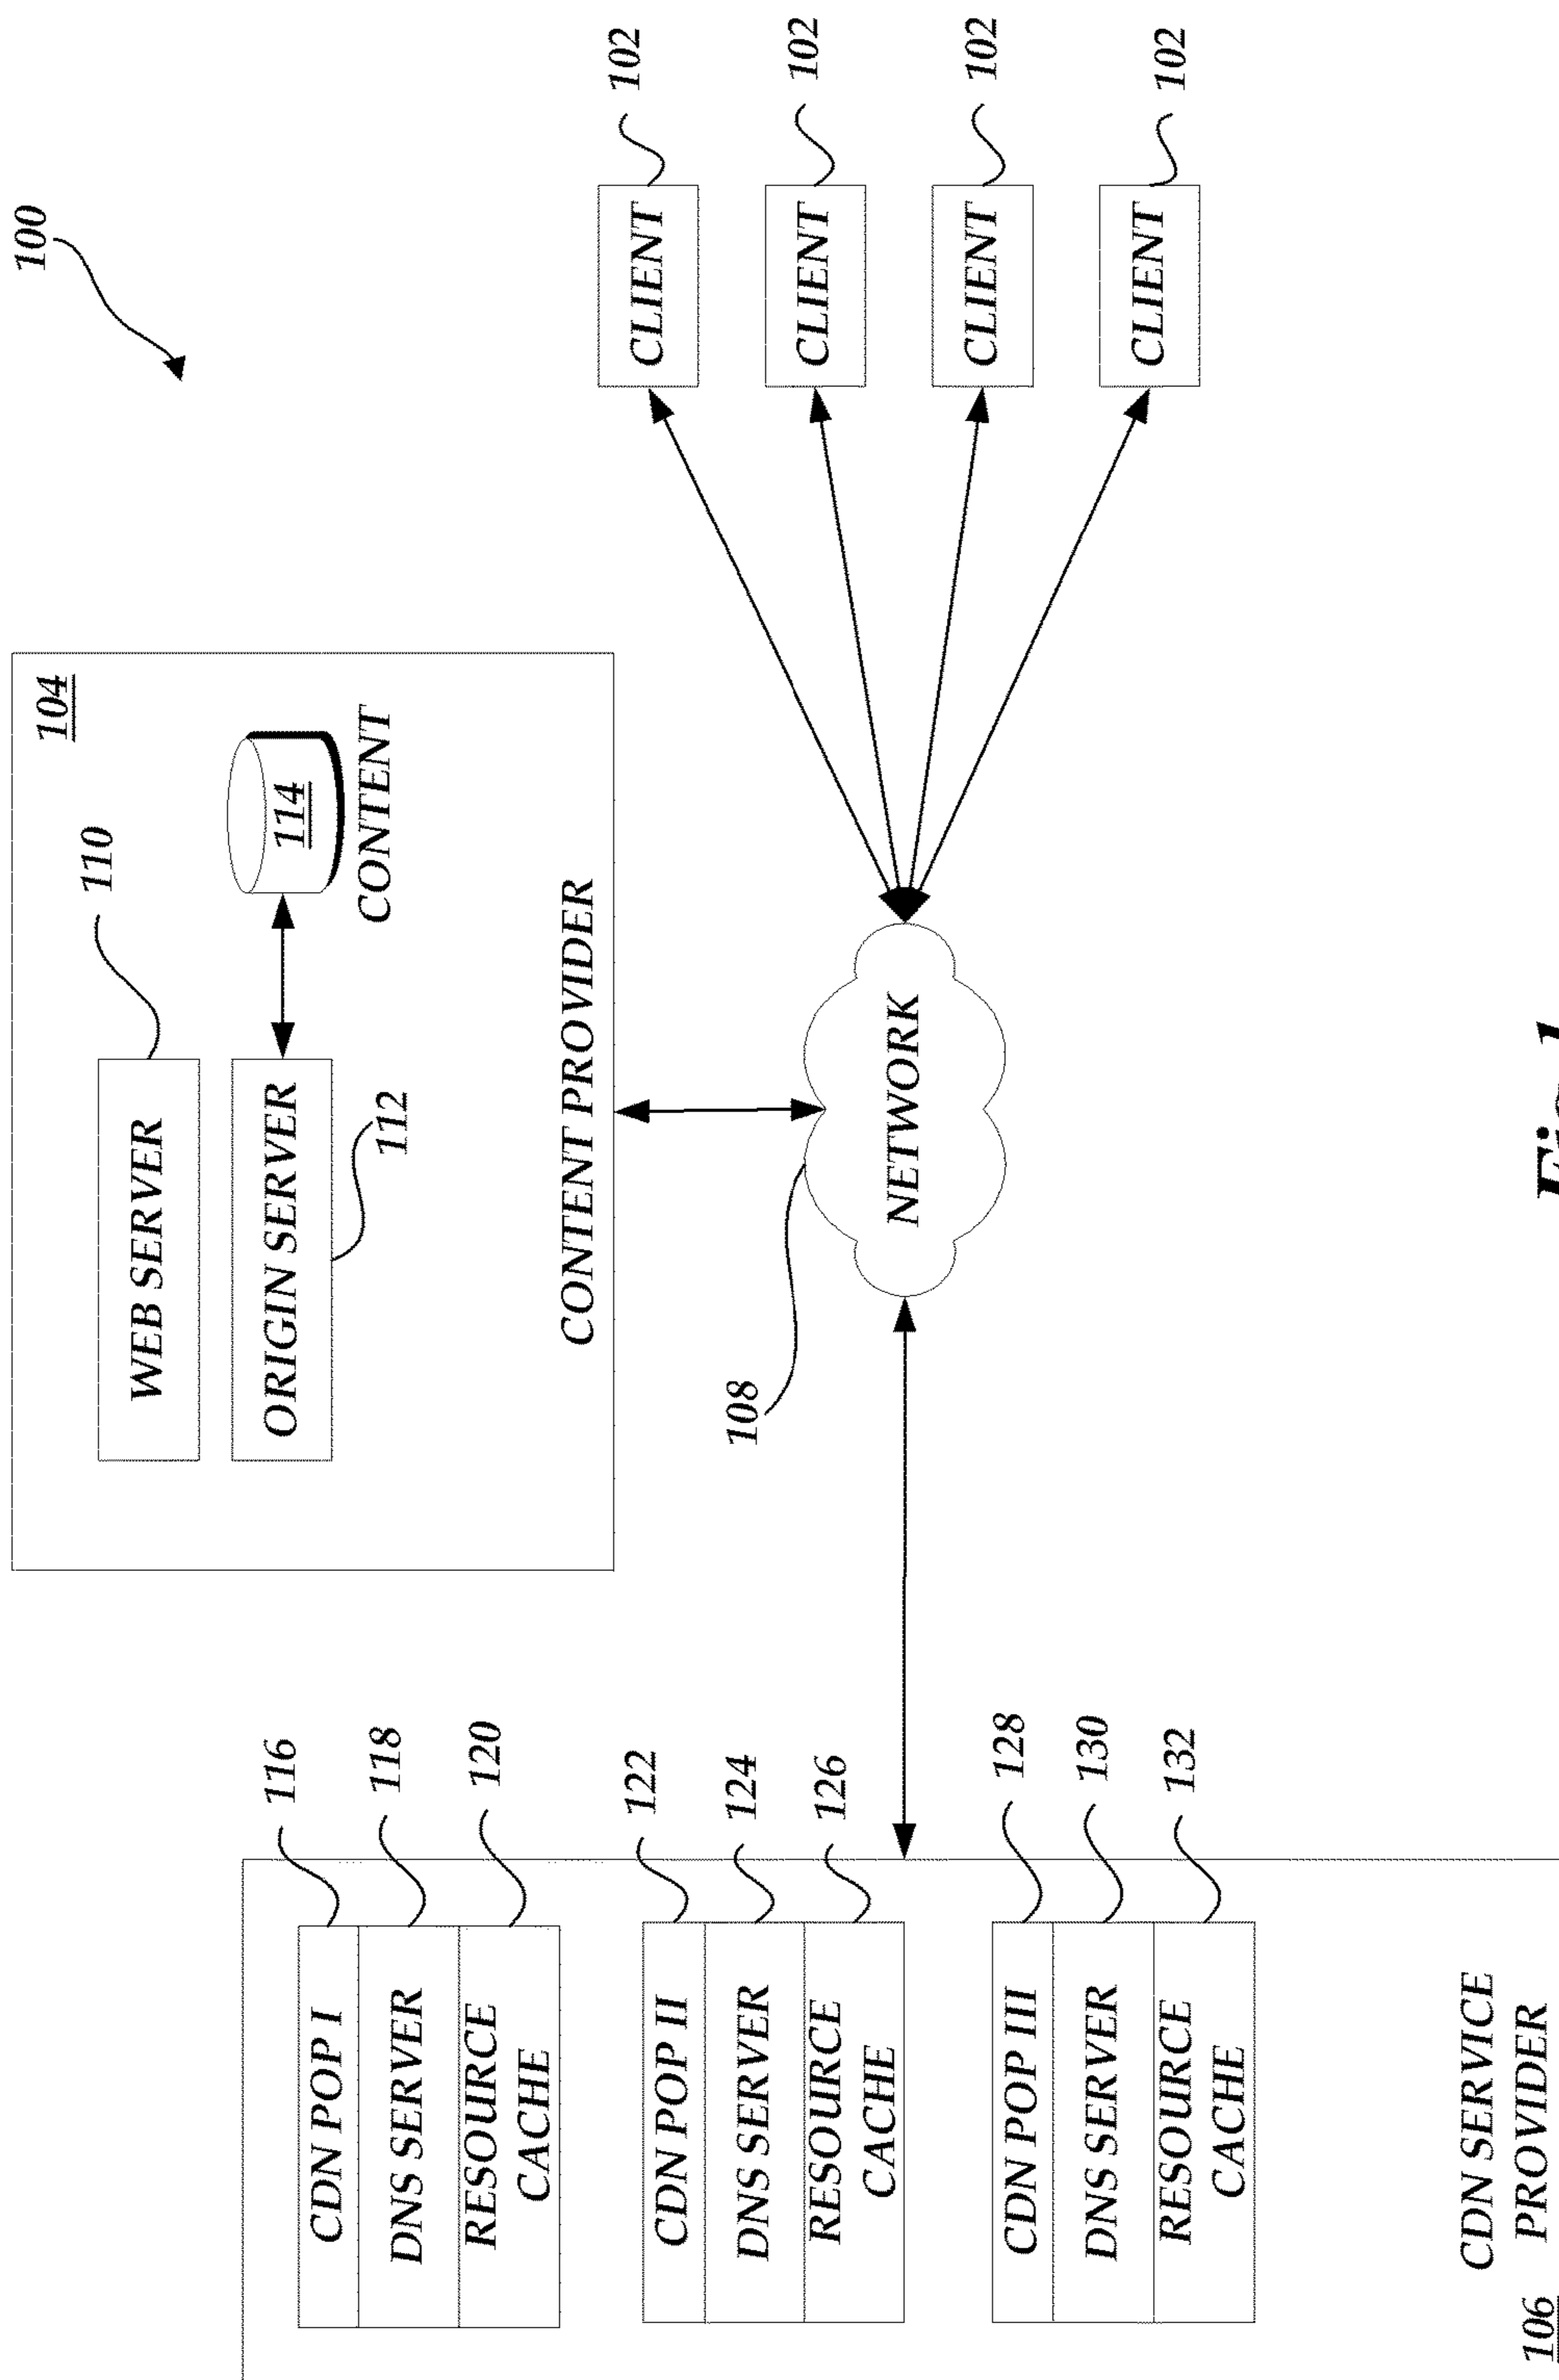 100
104
WEB SERVER
110
ORIGIN SERVER
112
114
CONTENT
CONTENT PROVIDER
CLIENT
102
CLIENT
102
CLIENT
102
CLIENT
102
108
NETWORK
CDN POP I
116
DNS SERVER
118
RESOURCE
CACHE
120
CDN POP II
122
DNS SERVER
124
RESOURCE
CACHE
126
CDN POP III
128
DNS SERVER
130
RESOURCE
CACHE
132
CDN SERVICE
PROVIDER
106